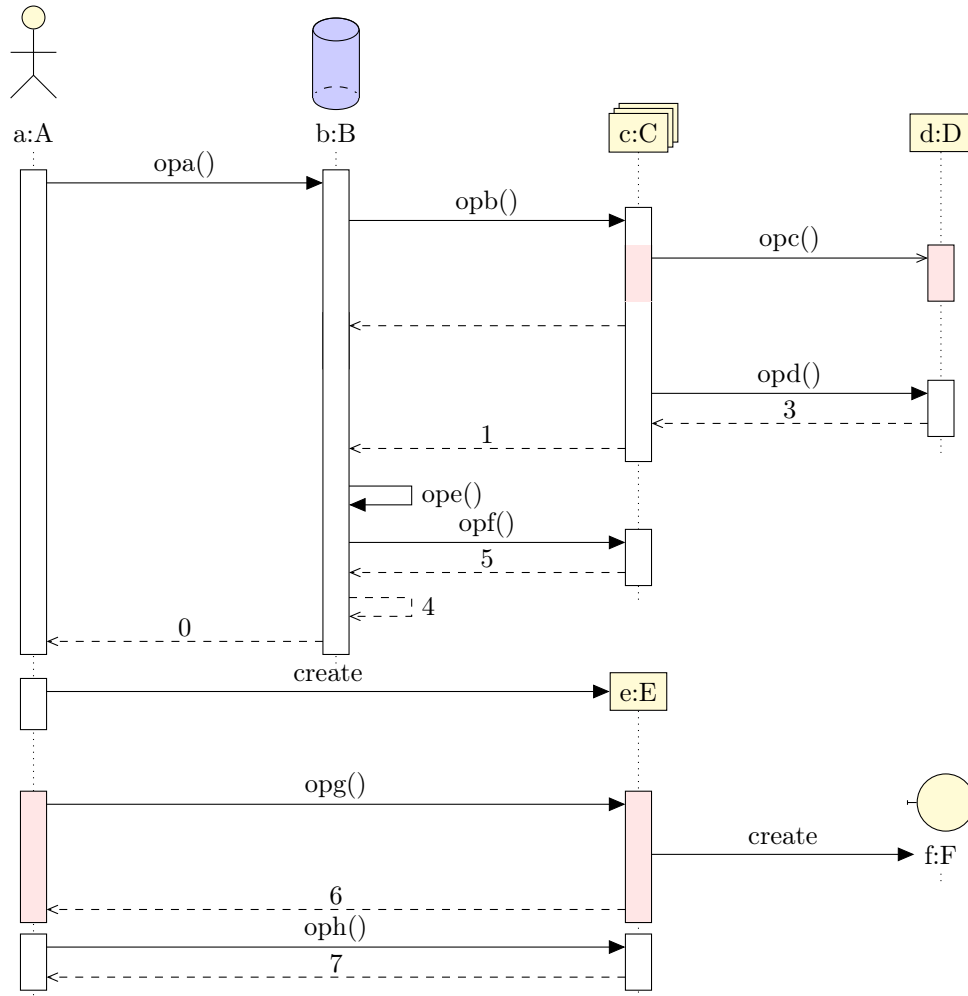 a:A
b:B
c:C
d:D
opa()
opb()
opc()
opd()
3
1
ope()
opf()
5
4
0
create
e:E
opg()
create
f:F
6
oph()
7